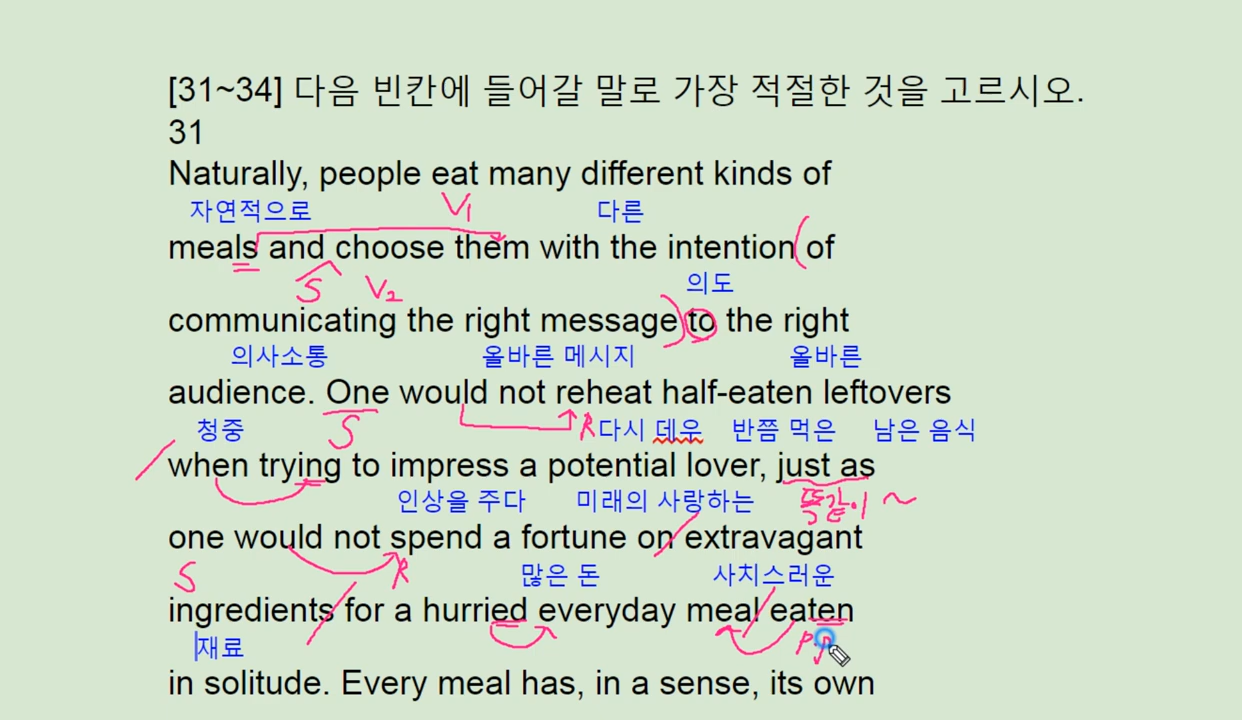 [31~34] 다음 빈칸에 들어갈 말로 가장 적절한 것을 고르시오.
31
Naturally, people eat many different kinds of
자연적으로 V₁ 다른
meals and choose them with the intention (of
S V₂ 의도
communicating the right message) to the right
의사소통 올바른 메시지 올바른
audience. One would not reheat half-eaten leftovers
청중 S R 다시 데우 반쯤 먹은 남은 음식
when trying to impress a potential lover, just as
인상을 주다 미래의 사랑하는 똑같이 ~
one would not spend a fortune on extravagant
S R 많은 돈 사치스러운
ingredients for a hurried everyday meal eaten
재료 p.p
in solitude. Every meal has, in a sense, its own